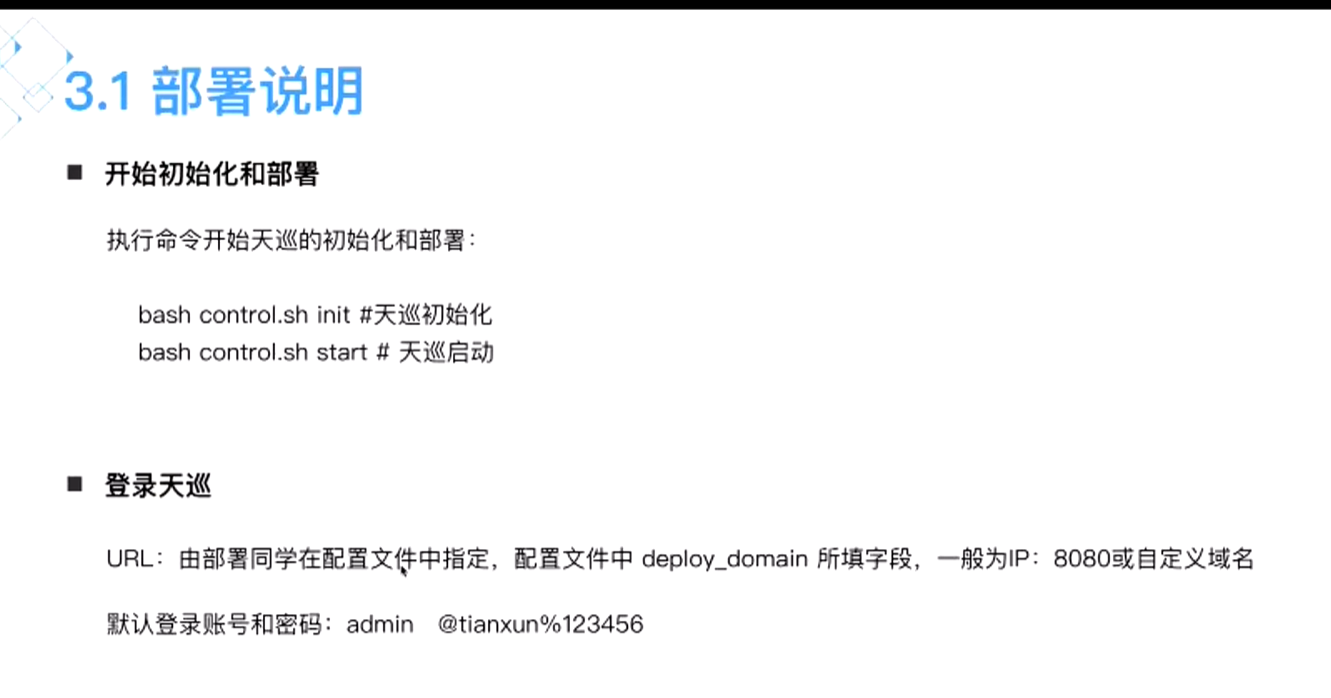 3.1 部署说明
■ 开始初始化和部署
执行命令开始天巡的初始化和部署：
bash control.sh init #天巡初始化
bash control.sh start # 天巡启动
■ 登录天巡
URL：由部署同学在配置文件中指定，配置文件中 deploy_domain 所填字段，一般为IP：8080或自定义域名
默认登录账号和密码：admin @tianxun%123456